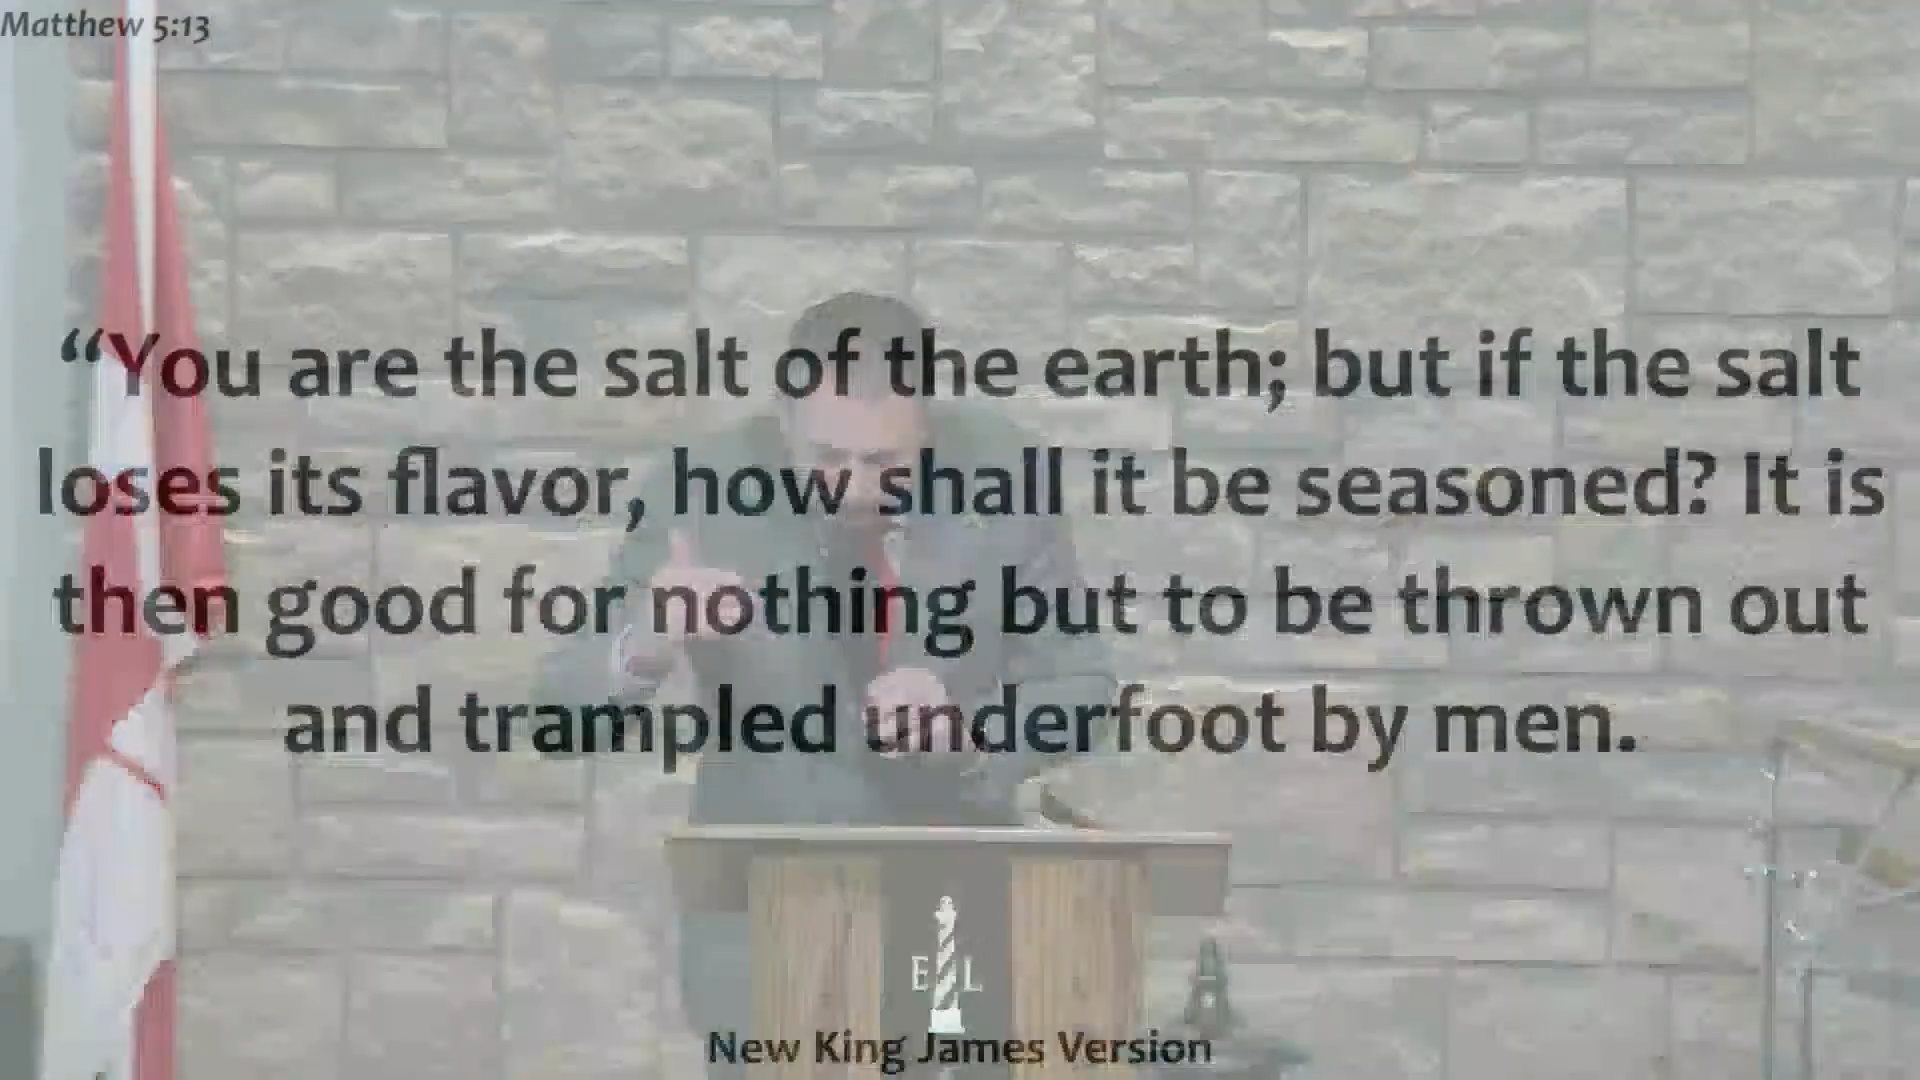 Matthew 5:13
“You are the salt of the earth; but if the salt
loses its flavor, how shall it be seasoned? It is
then good for nothing but to be thrown out
and trampled underfoot by men.
E L
New King James Version